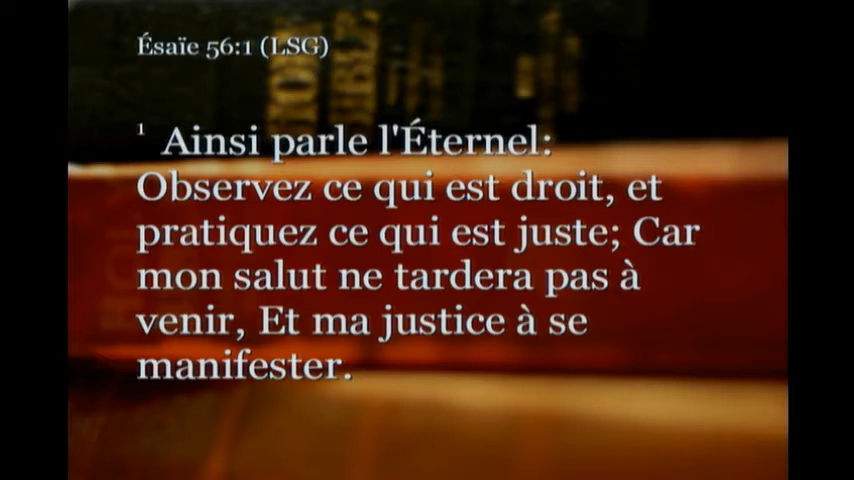 Ésaïe 56:1 (LSG)
1 Ainsi parle l'Éternel:
Observez ce qui est droit, et
pratiquez ce qui est juste; Car
mon salut ne tardera pas à
venir, Et ma justice à se
manifester.